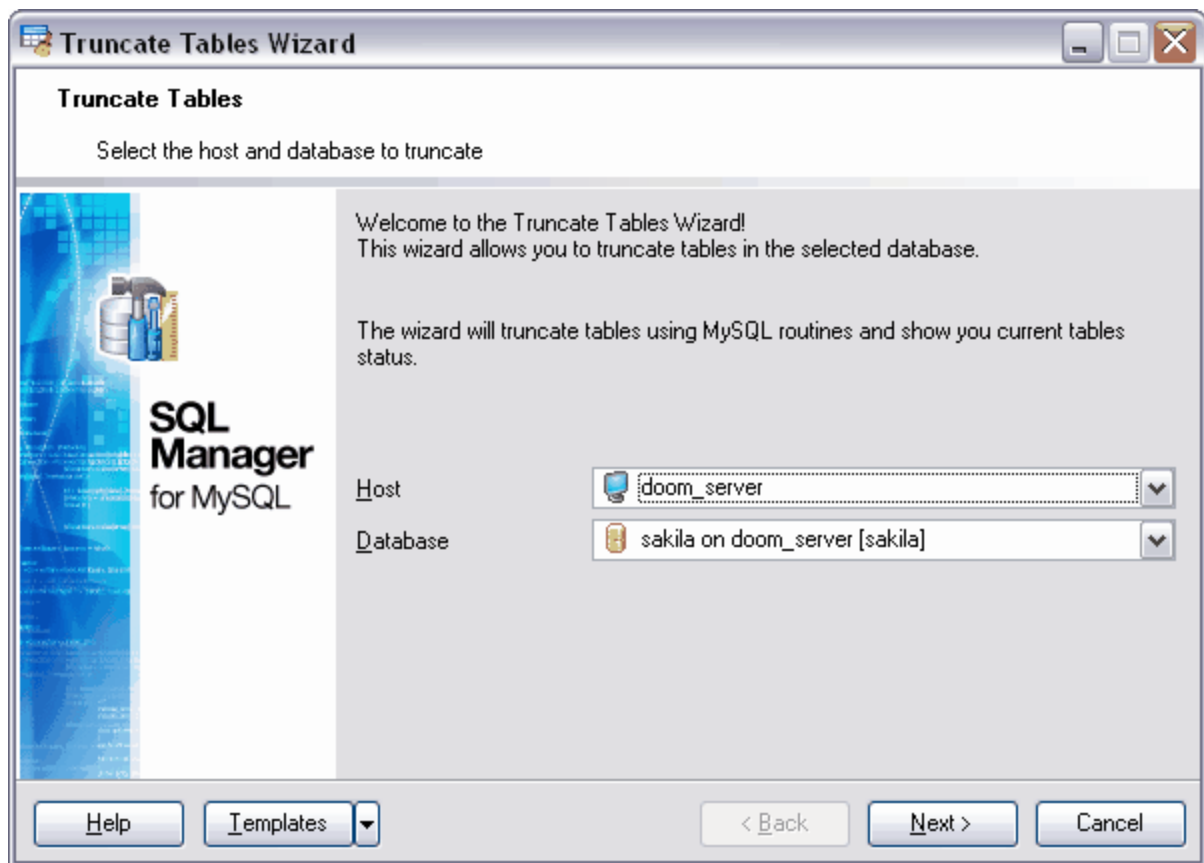 Truncate Tables Wizard
Truncate Tables
Select the host and database to truncate
Welcome to the Truncate Tables Wizard!
This wizard allows you to truncate tables in the selected database.
The wizard will truncate tables using MySQL routines and show you current tables
status.
SQL
Manager
for MySQL
Host
doom_server
Database
sakila on doom_server [sakila]
Help
Templates
< Back
Next >
Cancel